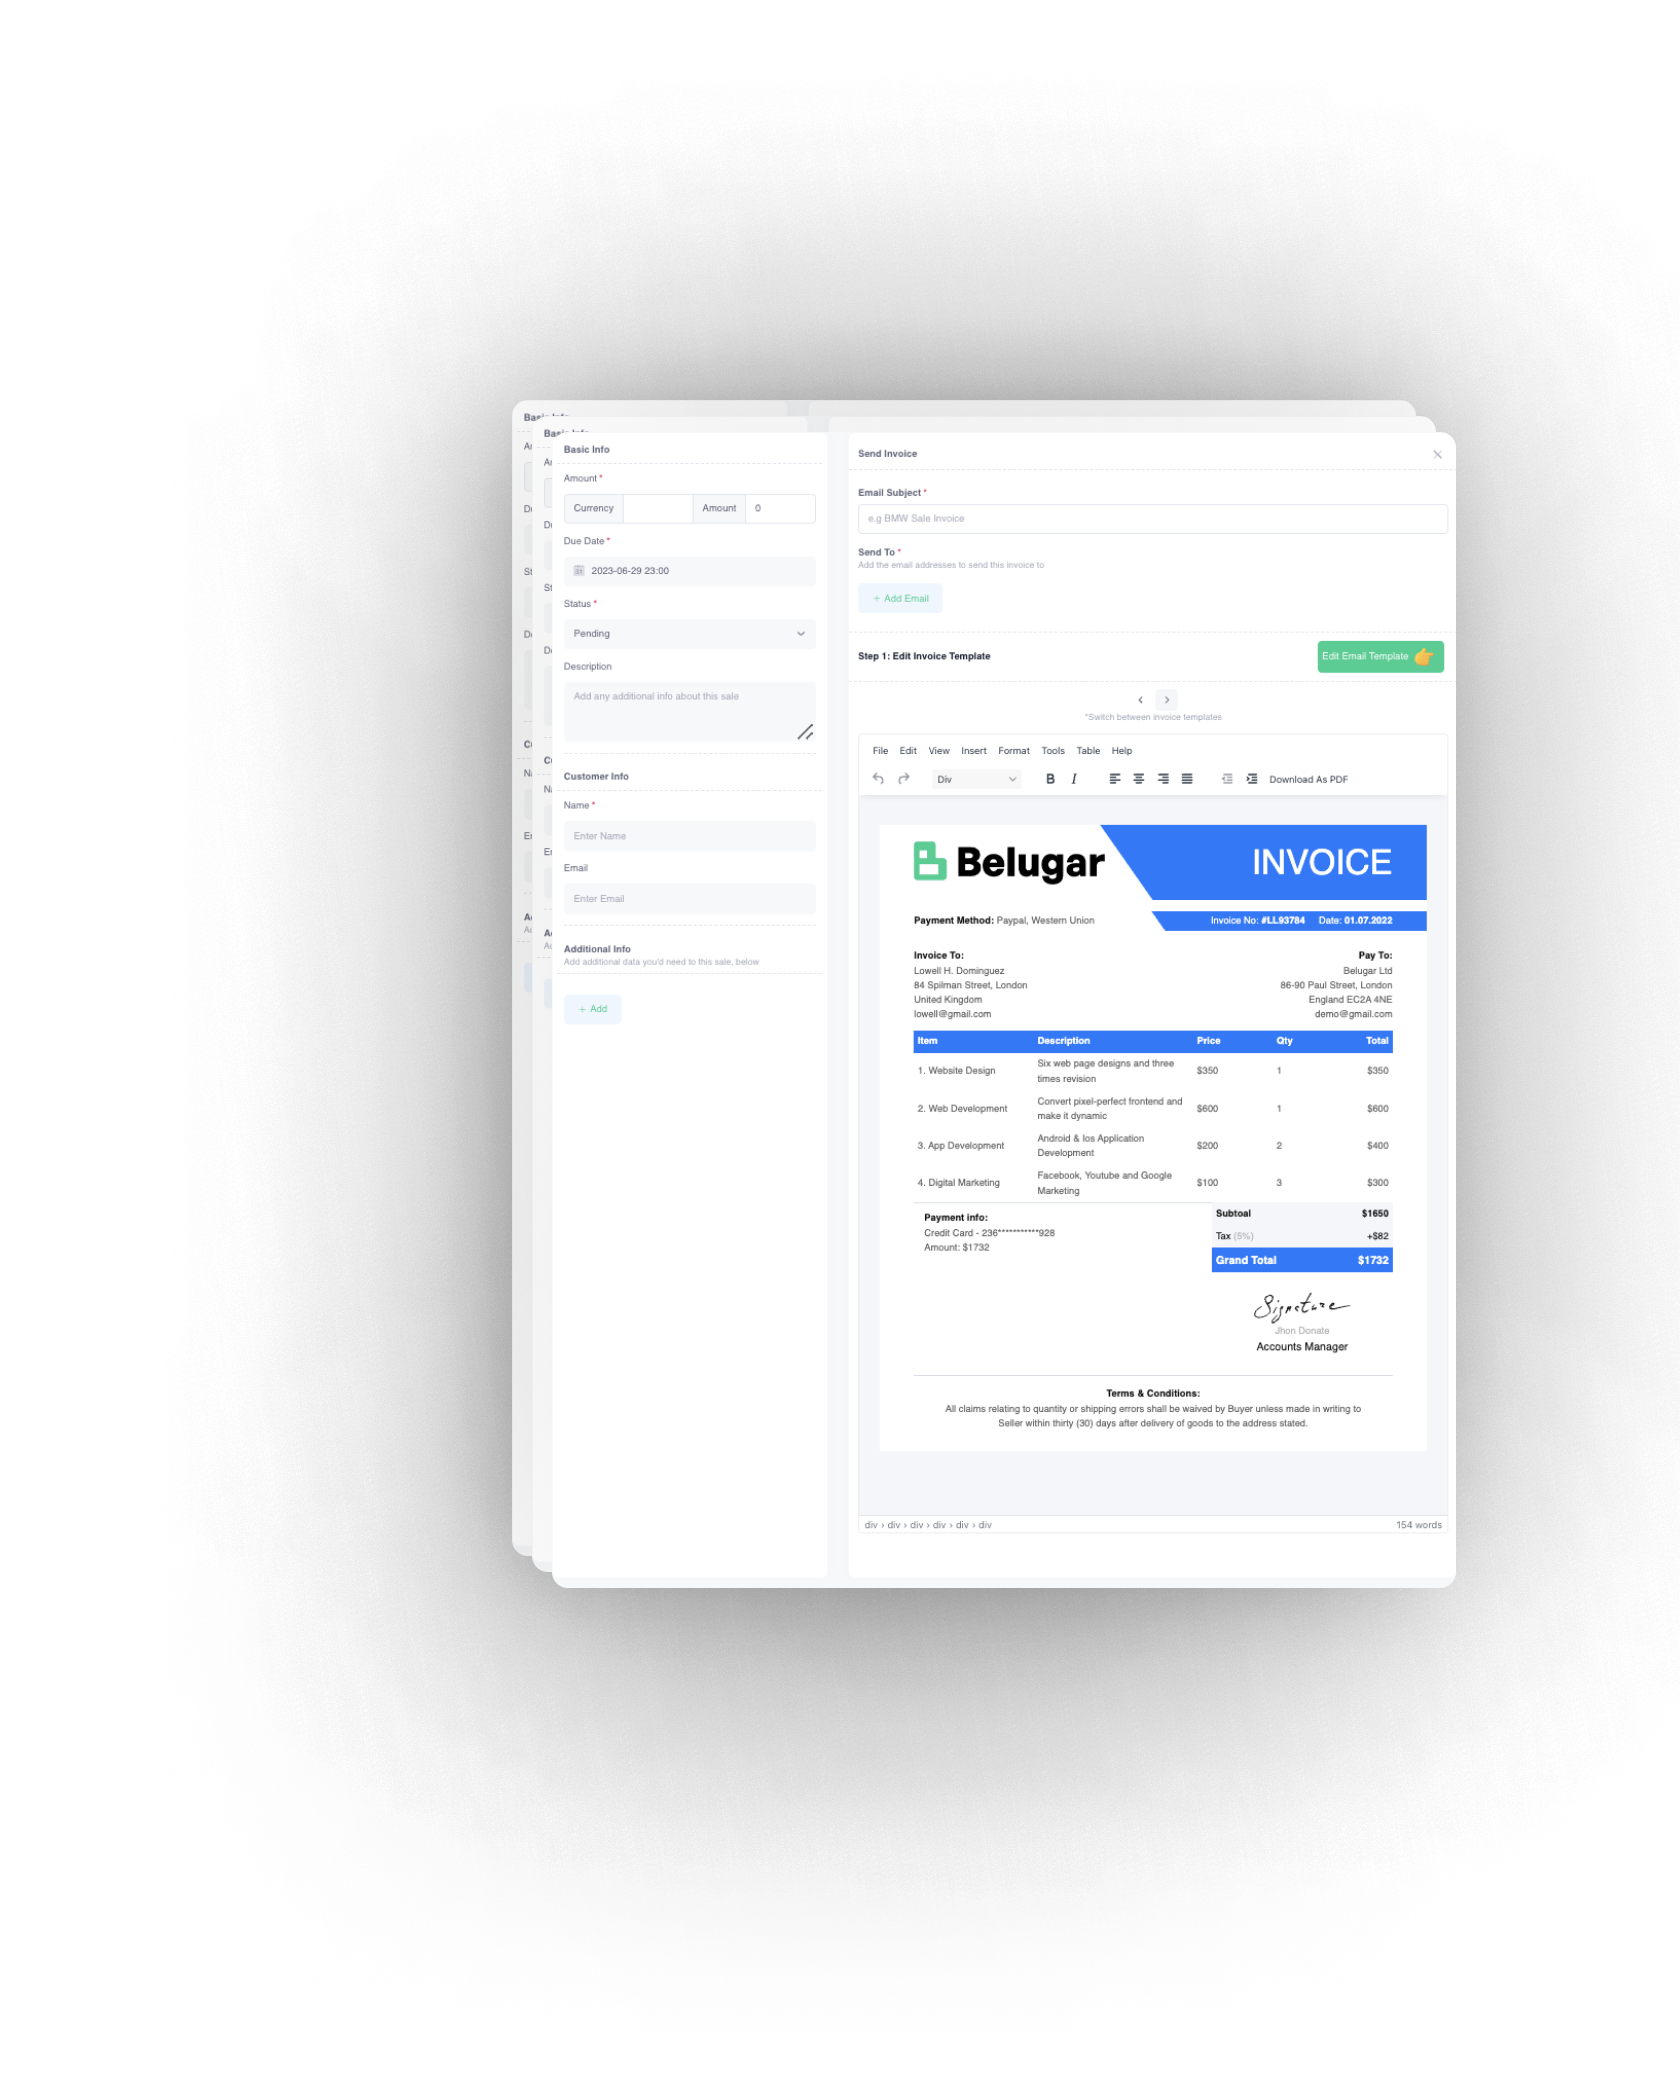 Basic Info
Amount *
Currency
Amount 0
Due Date *
2023-06-29 23:00
Status *
Pending
Description
Add any additional info about this sale
Customer Info
Name *
Enter Name
Email
Enter Email
Additional Info
Add additional data you'd need to this sale, below
+ Add
Send Invoice
Email Subject *
e.g BMW Sale Invoice
Send To *
Add the email addresses to send this invoice to
+ Add Email
Step 1: Edit Invoice Template
Edit Email Template
*Switch between invoice templates
File Edit View Insert Format Tools Table Help
Div B I Download As PDF
Belugar INVOICE
Payment Method: Paypal, Western Union
Invoice No: #LL93784 Date: 01.07.2022
Invoice To:
Lowell H. Dominguez
84 Spilman Street, London
United Kingdom
lowell@gmail.com
Pay To:
Belugar Ltd
86-90 Paul Street, London
England EC2A 4NE
demo@gmail.com
Item Description Price Qty Total
1. Website Design Six web page designs and three times revision $350 1 $350
2. Web Development Convert pixel-perfect frontend and make it dynamic $600 1 $600
3. App Development Android & Ios Application Development $200 2 $400
4. Digital Marketing Facebook, Youtube and Google Marketing $100 3 $300
Payment info:
Credit Card - 236***********928
Amount: $1732
Subtoal $1650
Tax (5%) +$82
Grand Total $1732
Signature
Jhon Donate
Accounts Manager
Terms & Conditions:
All claims relating to quantity or shipping errors shall be waived by Buyer unless made in writing to
Seller within thirty (30) days after delivery of goods to the address stated.
div › div › div › div › div › div
154 words